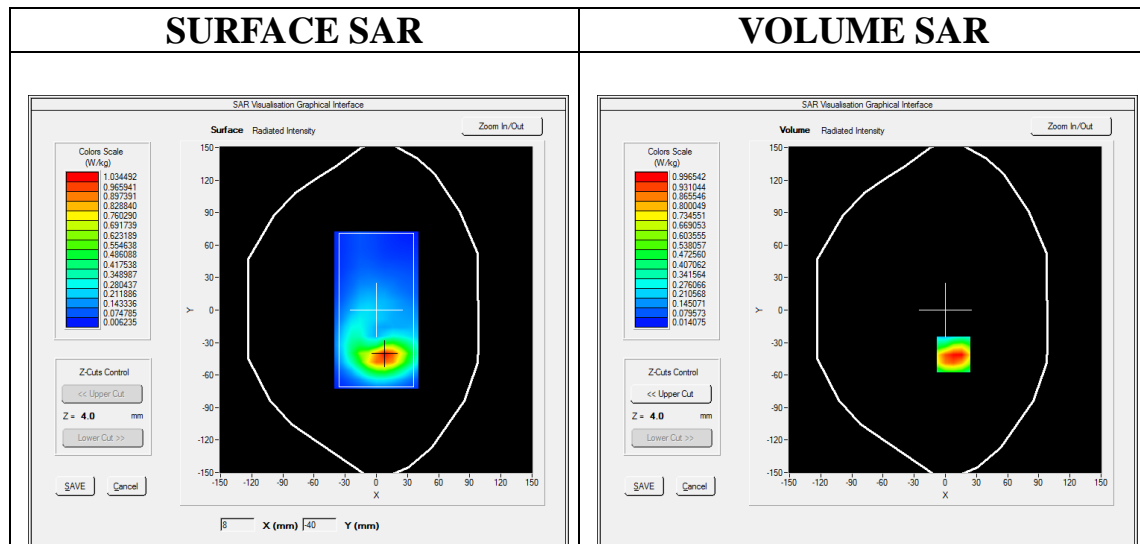 SURFACE SAR
VOLUME SAR
SAR Visualisation Graphical Interface
Surface Radiated Intensity
Zoom In/Out
Colors Scale
(W/kg)
1.034492
0.965941
0.897391
0.828840
0.760290
0.691739
0.623189
0.554638
0.486088
0.417538
0.348987
0.280437
0.211886
0.143336
0.074785
0.006235
Z-Cuts Control
<< Upper Cut
Z = 4.0 mm
Lower Cut >>
SAVE Cancel
150
120
90
60
30
0
-30
-60
-90
-120
-150
Y
-150 -120 -90 -60 -30 0 30 60 90 120 150
X
8 X (mm) -40 Y (mm)
SAR Visualisation Graphical Interface
Volume Radiated Intensity
Zoom In/Out
Colors Scale
(W/kg)
0.996542
0.931044
0.865546
0.800049
0.734551
0.669053
0.603555
0.538057
0.472560
0.407062
0.341564
0.276066
0.210568
0.145071
0.079573
0.014075
Z-Cuts Control
<< Upper Cut
Z = 4.0 mm
Lower Cut >>
SAVE Cancel
150
120
90
60
30
0
-30
-60
-90
-120
-150
Y
-150 -120 -90 -60 -30 0 30 60 90 120 150
X